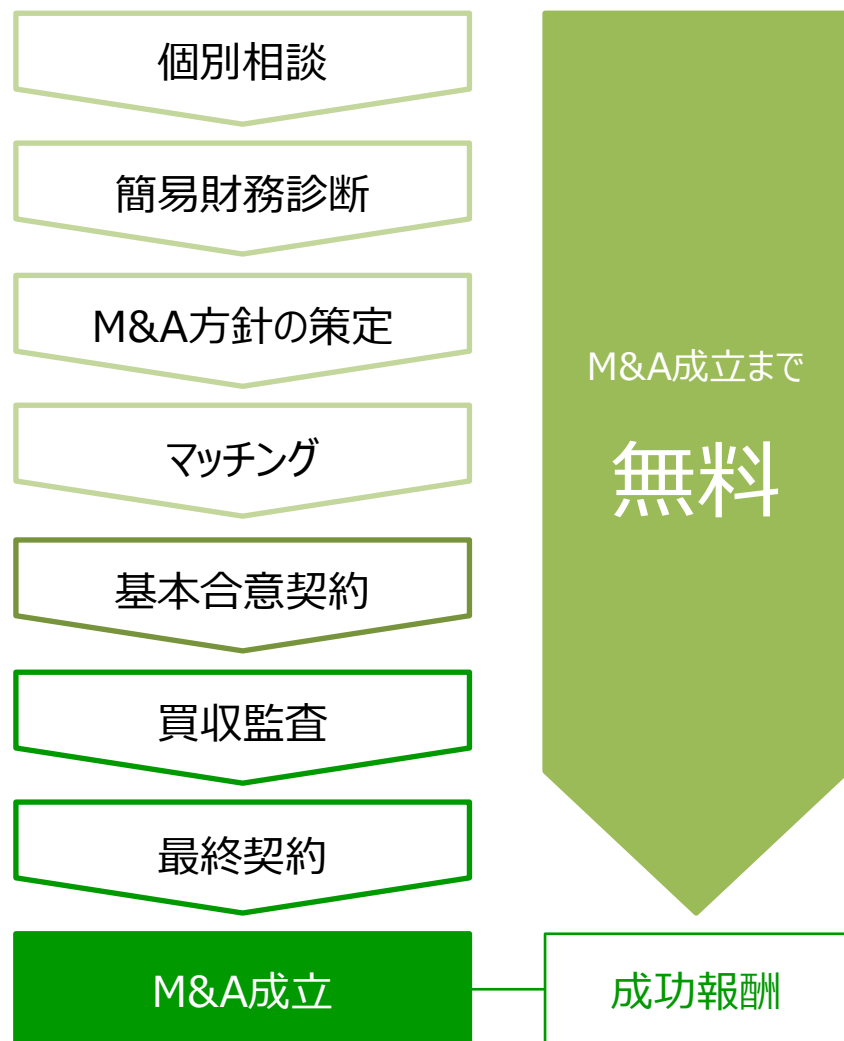 個別相談
簡易財務診断
M&A方針の策定
マッチング
基本合意契約
買収監査
最終契約
M&A成立
M&A成立まで
無料
成功報酬